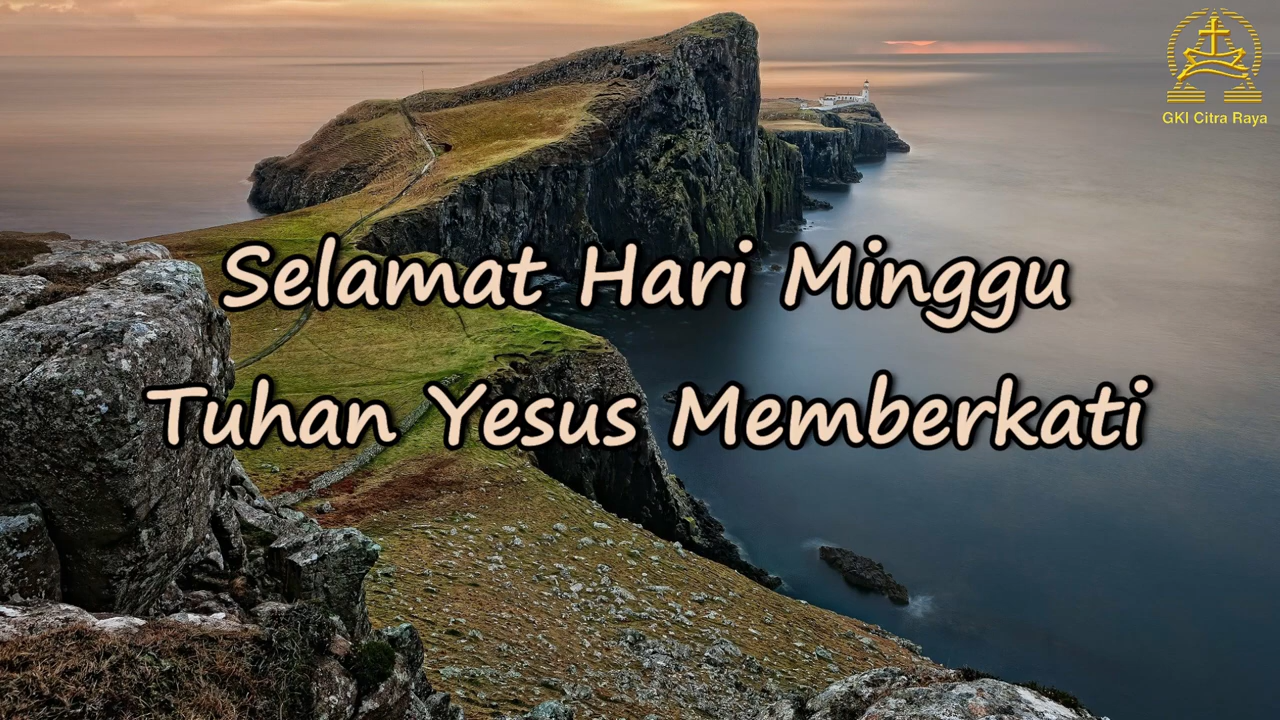 GKI Citra Raya
Selamat Hari Minggu
Tuhan Yesus Memberkati